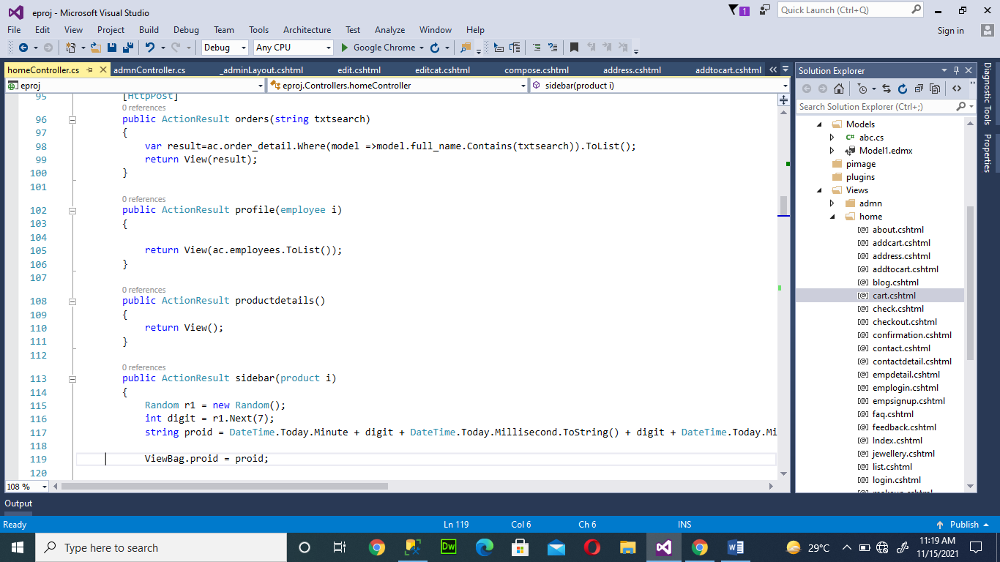 eproj - Microsoft Visual Studio
1
Quick Launch (Ctrl+Q)
File Edit View Project Build Debug Team Tools Architecture Test Analyze Window Help
Sign in
Debug Any CPU Google Chrome
homeController.cs admnController.cs _adminLayout.cshtml edit.cshtml editcat.cshtml compose.cshtml address.cshtml addtocart.cshtml
eproj eproj.Controllers.homeController sidebar(product i)
95 [HttpPost]
0 references
96 public ActionResult orders(string txtsearch)
97 {
98 var result=ac.order_detail.Where(model =>model.full_name.Contains(txtsearch)).ToList();
99 return View(result);
100 }
101
0 references
102 public ActionResult profile(employee i)
103 {
104
105 return View(ac.employees.ToList());
106 }
107
0 references
108 public ActionResult productdetails()
109 {
110 return View();
111 }
112
0 references
113 public ActionResult sidebar(product i)
114 {
115 Random r1 = new Random();
116 int digit = r1.Next(7);
117 string proid = DateTime.Today.Minute + digit + DateTime.Today.Millisecond.ToString() + digit + DateTime.Today.Mi
118
119 ViewBag.proid = proid;
120
108 %
Solution Explorer
Search Solution Explorer (Ctrl+;)
Models
C# abc.cs
Model1.edmx
pimage
plugins
Views
admn
home
about.cshtml
addcart.cshtml
address.cshtml
addtocart.cshtml
blog.cshtml
cart.cshtml
check.cshtml
checkout.cshtml
confirmation.cshtml
contact.cshtml
contactdetail.cshtml
empdetail.cshtml
emplogin.cshtml
empsignup.cshtml
faq.cshtml
feedback.cshtml
Index.cshtml
jewellery.cshtml
list.cshtml
login.cshtml
Diagnostic Tools
Properties
Output
Ready Ln 119 Col 6 Ch 6 INS Publish
Type here to search
Dw
29°C
11:19 AM
11/15/2021